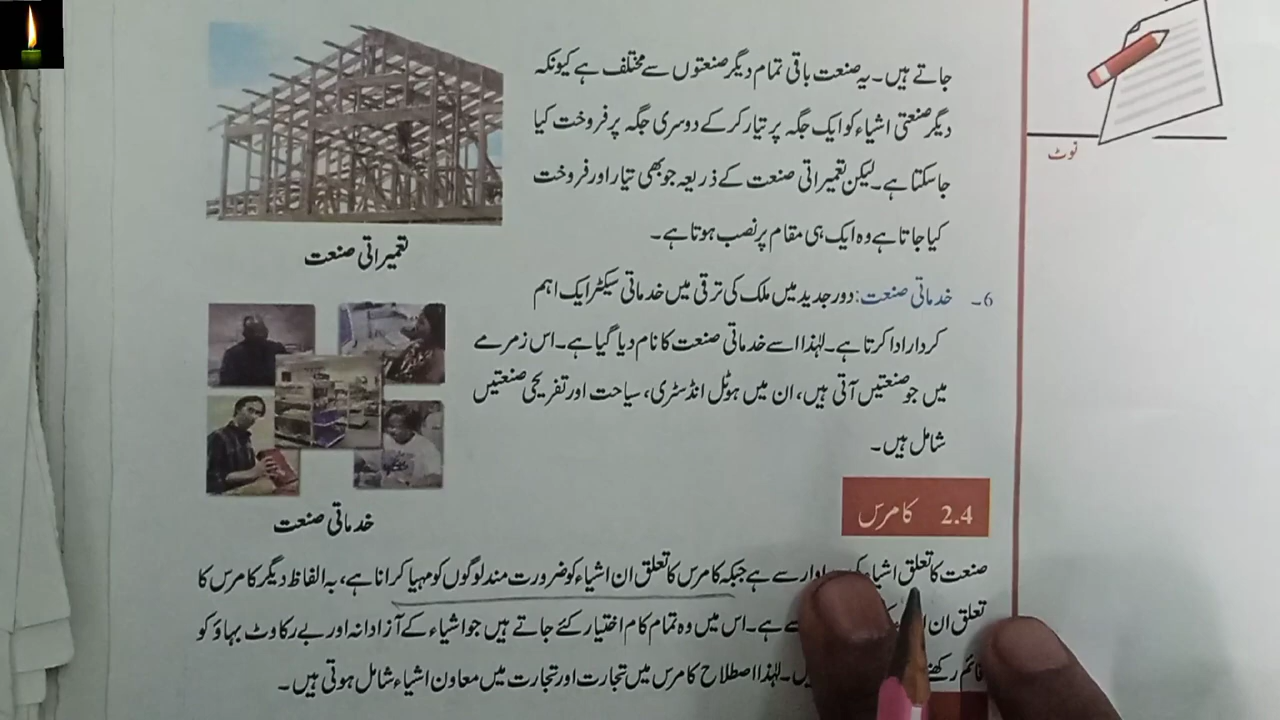 جاتے ہیں۔ یہ صنعت باقی تمام دیگر صنعتوں سے مختلف ہے کیونکہ
دیگر صنعتی اشیاء کو ایک جگہ پر تیار کر کے دوسری جگہ پر فروخت کیا
جاسکتا ہے۔ لیکن تعمیراتی صنعت کے ذریعہ جو بھی تیار اور فروخت
کیا جاتا ہے وہ ایک ہی مقام پر نصب ہوتا ہے۔
تعمیراتی صنعت
نوٹ
6۔ خدماتی صنعت: دور جدید میں ملک کی ترقی میں خدماتی سیکٹر ایک اہم
کردار ادا کرتا ہے۔ لہٰذا اسے خدماتی صنعت کا نام دیا گیا ہے۔ اس زمرے
میں جو صنعتیں آتی ہیں، ان میں ہوٹل انڈسٹری، سیاحت اور تفریحی صنعتیں
شامل ہیں۔
خدماتی صنعت
2.4 کامرس
صنعت کا تعلق اشیاء سے ہے جبکہ کامرس کا تعلق ان اشیاء کو ضرورت مند لوگوں کو مہیا کرانا ہے، بہ الفاظ دیگر کامرس کا
تعلق ان سے ہے۔ اس میں وہ تمام کام اختیار کئے جاتے ہیں جو اشیاء کے آزادانہ اور بے رکاوٹ بہاؤ کو
قائم رکھنے ہیں۔ لہٰذا اصطلاح کامرس میں تجارت اور تجارت میں معاون اشیاء شامل ہوتی ہیں۔